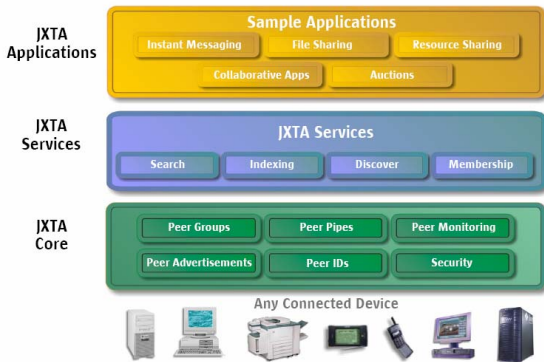 Sample Applications
JXTA
Applications
Instant Messaging File Sharing Resource Sharing
Collaborative Apps Auctions
JXTA
Services
JXTA Services
Search Indexing Discover Membership
JXTA
Core
Peer Groups Peer Pipes Peer Monitoring
Peer Advertisements Peer IDs Security
Any Connected Device